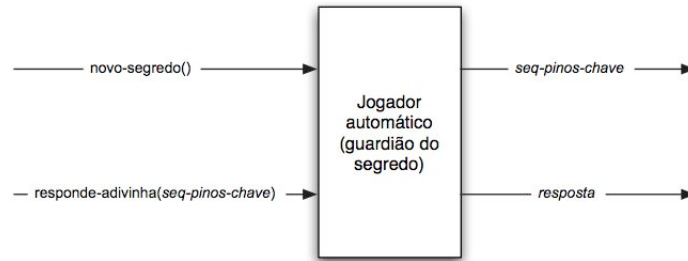 novo-segredo()
seq-pinos-chave
Jogador
automático
(guardião do
segredo)
responde-adivinha(seq-pinos-chave)
resposta